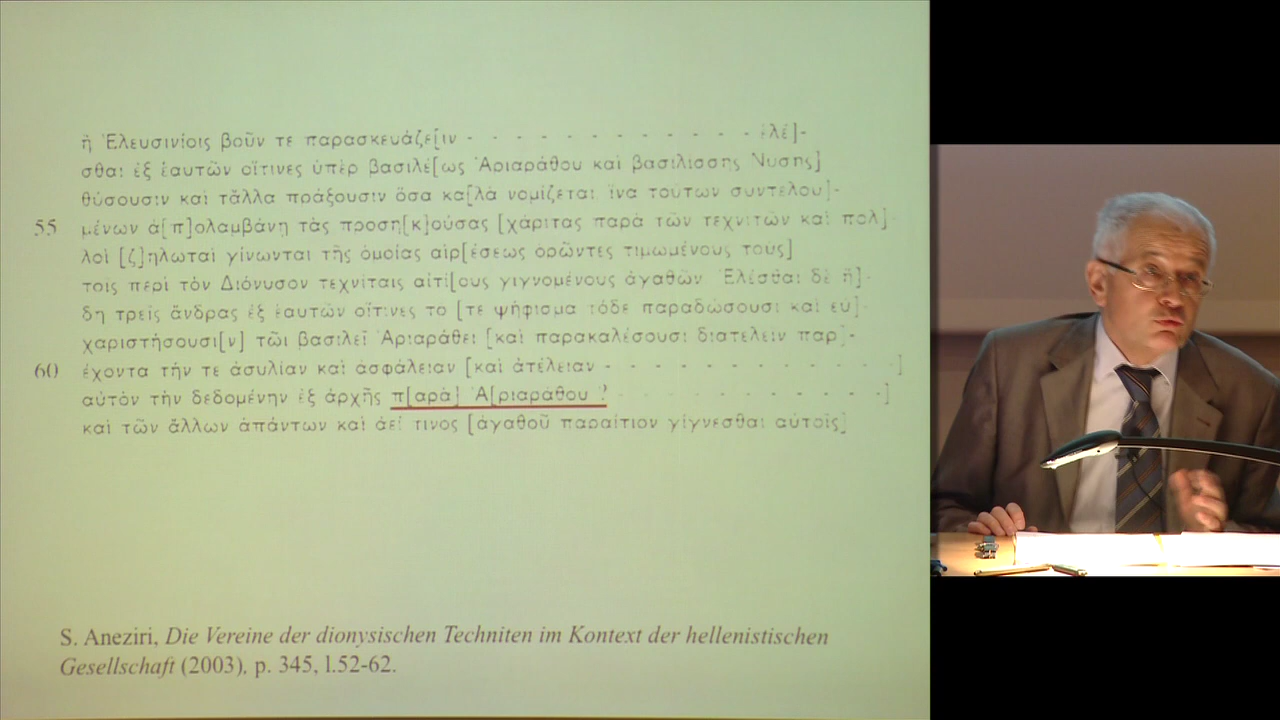 ἢ Ἐλευσινίοις βοῦν τε παρασκευάζε[ιν - - - - - - - - - - - - ἑλέ]-
σθαι ἐξ ἑαυτῶν οἵτινες ὑπὲρ βασιλέ[ως Ἀριαράθου καὶ βασιλίσσης Νύσης]
θύσουσιν καὶ τἄλλα πράξουσιν ὅσα κα[λὰ νομίζεται ἵνα τούτων συντελου]-
55 μένων ἀ[π]ολαμβάνῃ τὰς προση[κ]ούσας [χάριτας παρὰ τῶν τεχνιτῶν καὶ πολ]-
λοὶ [ζ]ηλωταὶ γίνωνται τῆς ὁμοίας αἱρ[έσεως ὁρῶντες τιμωμένους τοὺς]
τοῖς περὶ τὸν Διόνυσον τεχνίταις αἰτί[ους γιγνομένους ἀγαθῶν Ἑλέσθαι δὲ ἤ]-
δη τρεῖς ἄνδρας ἐξ ἑαυτῶν οἵτινες τό [τε ψήφισμα τόδε παραδώσουσι καὶ εὐ]-
χαριστήσουσι[ν] τῶι βασιλεῖ Ἀριαράθει [καὶ παρακαλέσουσι διατελεῖν παρ]-
60 έχοντα τήν τε ἀσυλίαν καὶ ἀσφάλειαν [καὶ ἀτέλειαν - - - - - - - - - - -]
αὐτὸν τὴν δεδομένην ἐξ ἀρχῆς π[αρὰ] Ἀ[ριαράθου ? - - - - - - - - - -]
καὶ τῶν ἄλλων ἁπάντων καὶ ἀεί τινος [ἀγαθοῦ παραίτιον γίγνεσθαι αὐτοῖς]
S. Aneziri, Die Vereine der dionysischen Techniten im Kontext der hellenistischen
Gesellschaft (2003), p. 345, l.52-62.